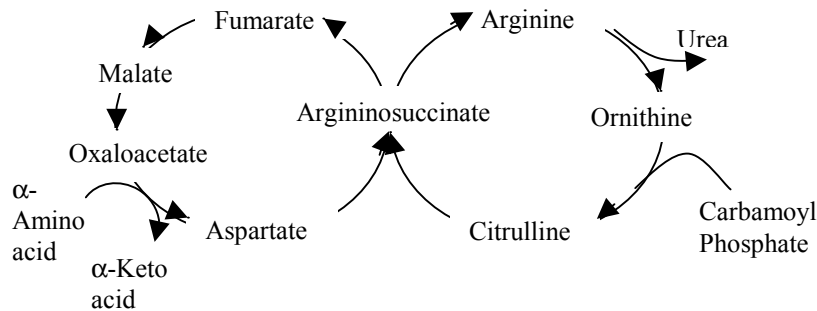 Fumarate
Arginine
Urea
Malate
Argininosuccinate
Ornithine
Oxaloacetate
α-
Amino
acid
Aspartate
Citrulline
Carbamoyl
Phosphate
α-Keto
acid